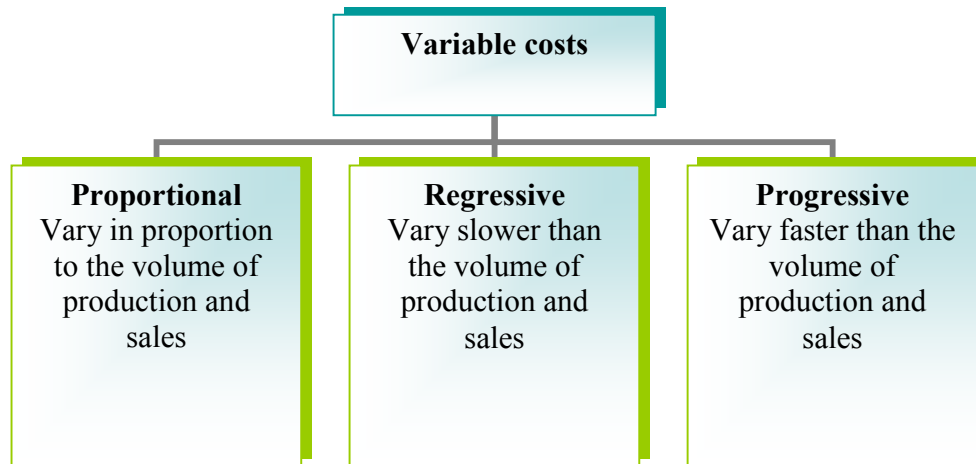 Variable costs
Proportional
Vary in proportion
to the volume of
production and
sales
Regressive
Vary slower than
the volume of
production and
sales
Progressive
Vary faster than the
volume of
production and
sales